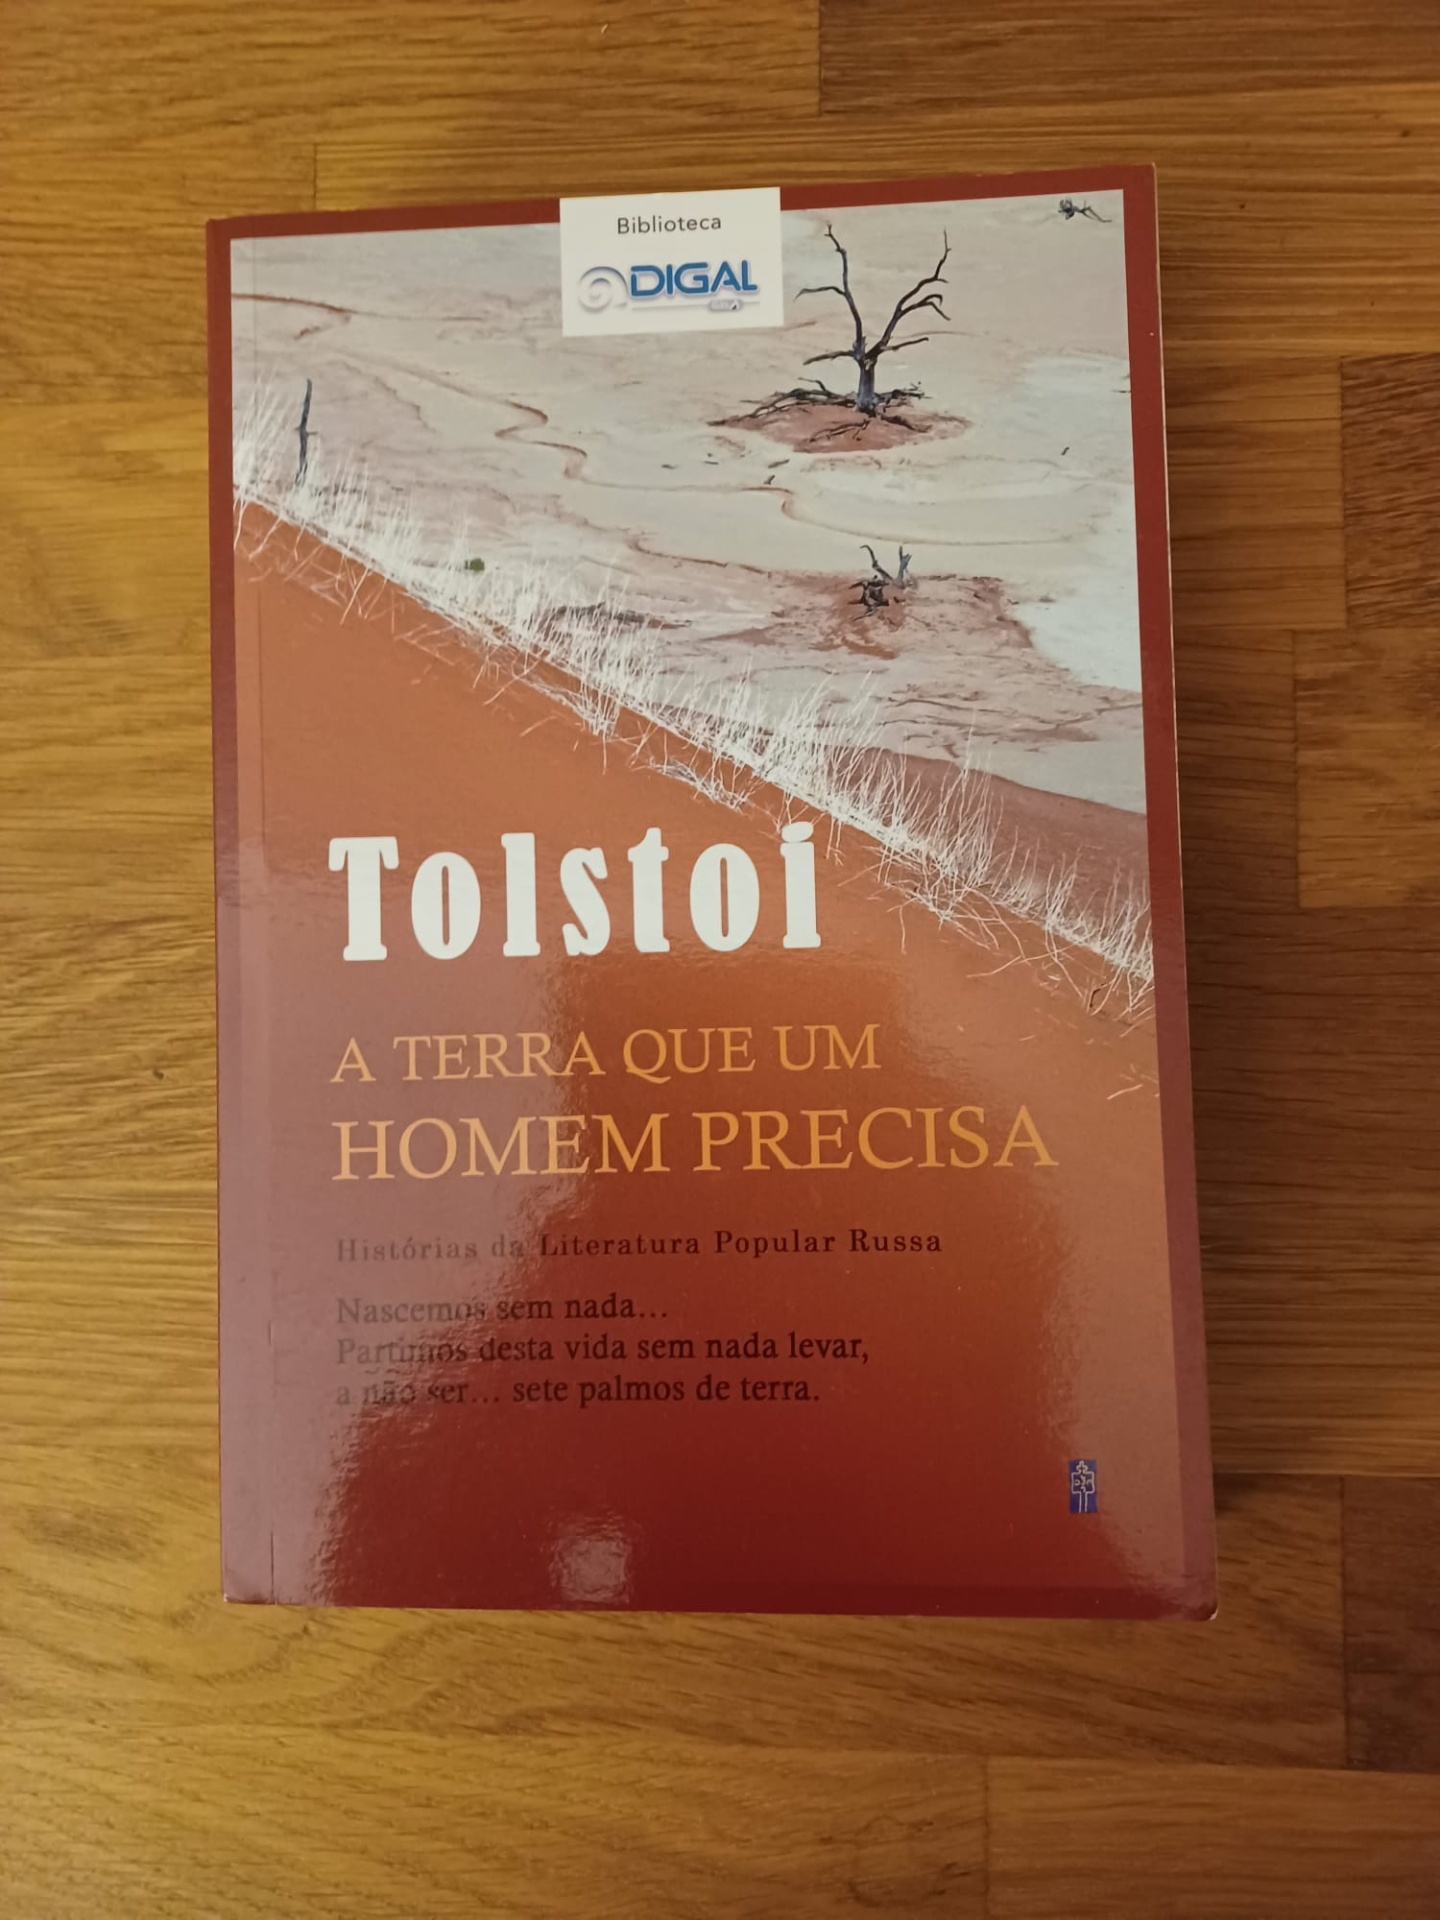 Biblioteca
DIGAL
Tolstoi
A TERRA QUE UM
HOMEM PRECISA
Histórias da Literatura Popular Russa
Nascemos sem nada...
Partimos desta vida sem nada levar,
a não ser... sete palmos de terra.